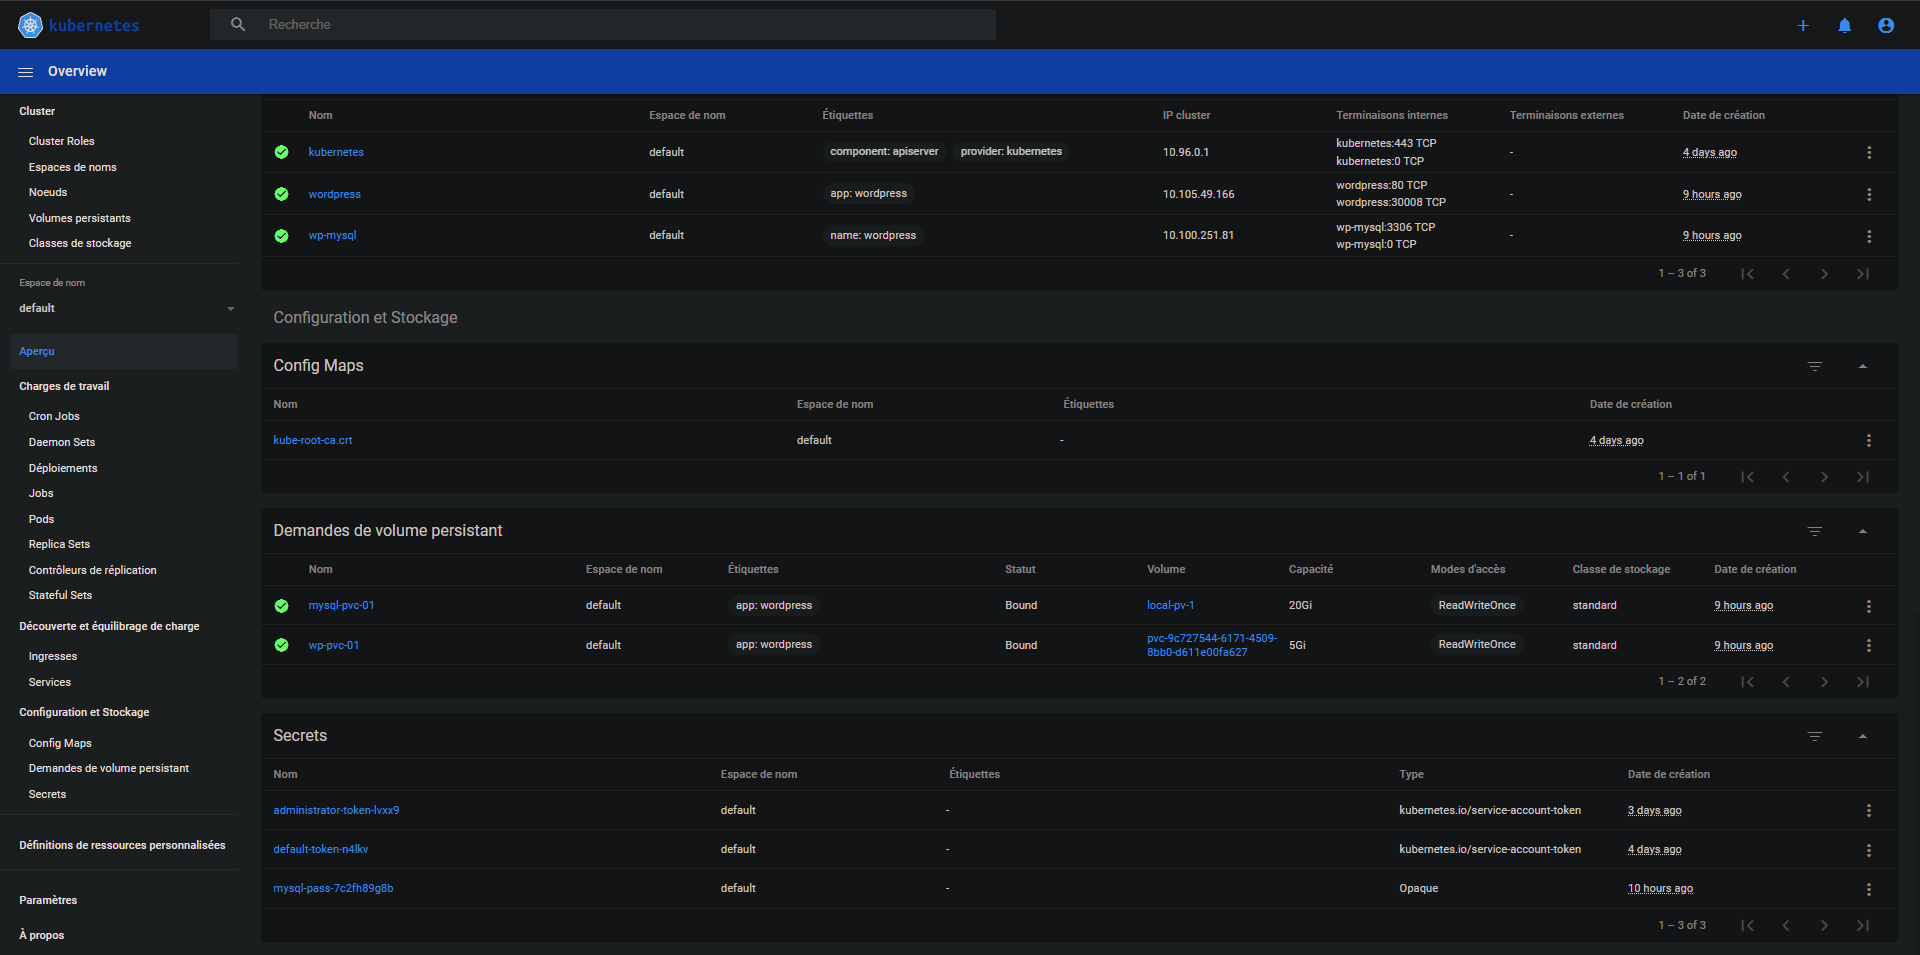 kubernetes
Recherche
Overview
Cluster
Cluster Roles
Espaces de noms
Noeuds
Volumes persistants
Classes de stockage
Espace de nom
default
Aperçu
Charges de travail
Cron Jobs
Daemon Sets
Déploiements
Jobs
Pods
Replica Sets
Contrôleurs de réplication
Stateful Sets
Découverte et équilibrage de charge
Ingresses
Services
Configuration et Stockage
Config Maps
Demandes de volume persistant
Secrets
Définitions de ressources personnalisées
Paramètres
À propos
Nom Espace de nom Étiquettes IP cluster Terminaisons internes Terminaisons externes Date de création
kubernetes default component: apiserver provider: kubernetes 10.96.0.1 kubernetes:443 TCP - 4 days ago
kubernetes:0 TCP
wordpress default app: wordpress 10.105.49.166 wordpress:80 TCP - 9 hours ago
wordpress:30008 TCP
wp-mysql default name: wordpress 10.100.251.81 wp-mysql:3306 TCP - 9 hours ago
wp-mysql:0 TCP
1 – 3 of 3
Configuration et Stockage
Config Maps
Nom Espace de nom Étiquettes Date de création
kube-root-ca.crt default - 4 days ago
1 – 1 of 1
Demandes de volume persistant
Nom Espace de nom Étiquettes Statut Volume Capacité Modes d'accès Classe de stockage Date de création
mysql-pvc-01 default app: wordpress Bound local-pv-1 20Gi ReadWriteOnce standard 9 hours ago
wp-pvc-01 default app: wordpress Bound pvc-9c727544-6171-4509- 5Gi ReadWriteOnce standard 9 hours ago
8bb0-d611e00fa627
1 – 2 of 2
Secrets
Nom Espace de nom Étiquettes Type Date de création
administrator-token-lvxx9 default - kubernetes.io/service-account-token 3 days ago
default-token-n4lkv default - kubernetes.io/service-account-token 4 days ago
mysql-pass-7c2fh89g8b default - Opaque 10 hours ago
1 – 3 of 3